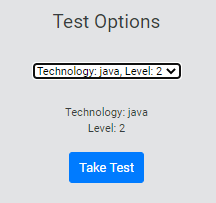 Test Options
Technology: java, Level: 2
Technology: java
Level: 2
Take Test